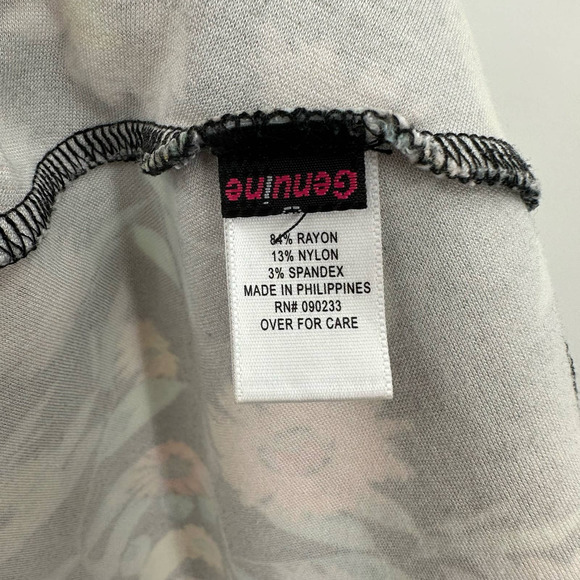 Genuine
84% RAYON
13% NYLON
3% SPANDEX
MADE IN PHILIPPINES
RN# 090233
OVER FOR CARE